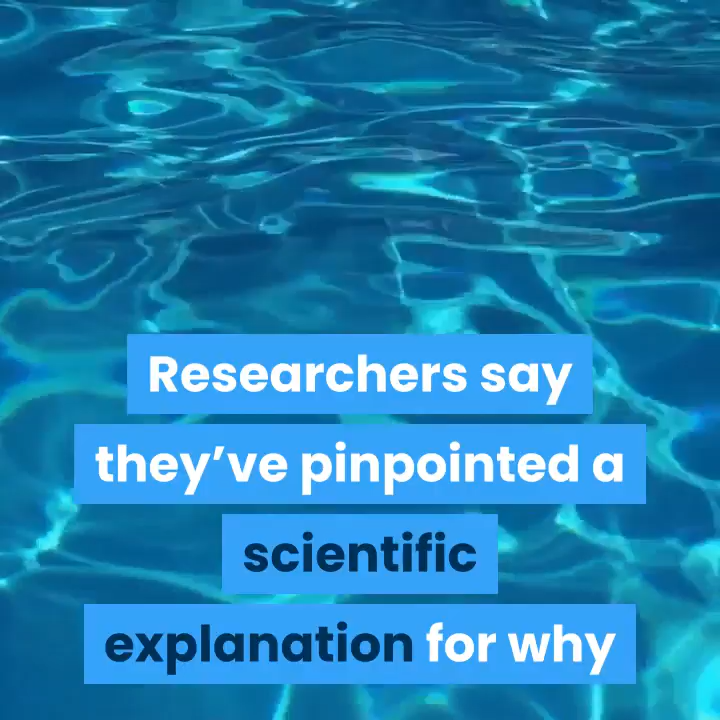 Researchers say
they’ve pinpointed a
scientific
explanation for why